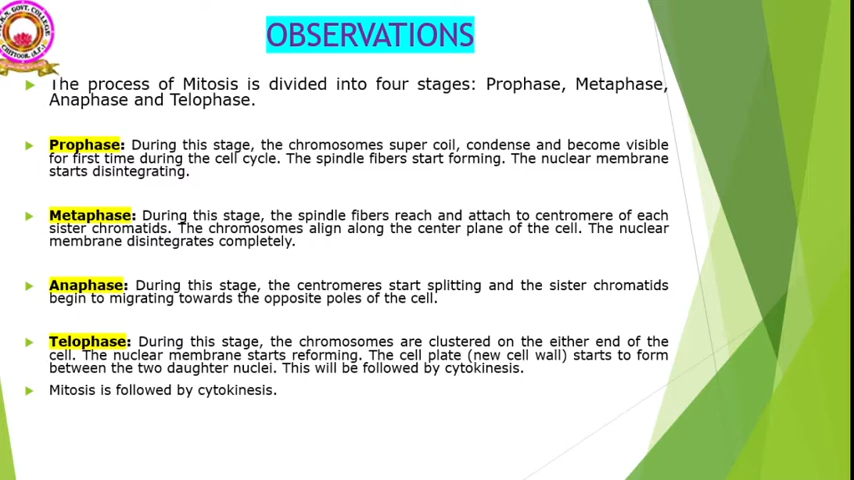 OBSERVATIONS
GOVT. COLLEGE
CHITTOOR (A.P.)
The process of Mitosis is divided into four stages: Prophase, Metaphase,
Anaphase and Telophase.
Prophase: During this stage, the chromosomes super coil, condense and become visible
for first time during the cell cycle. The spindle fibers start forming. The nuclear membrane
starts disintegrating.
Metaphase: During this stage, the spindle fibers reach and attach to centromere of each
sister chromatids. The chromosomes align along the center plane of the cell. The nuclear
membrane disintegrates completely.
Anaphase: During this stage, the centromeres start splitting and the sister chromatids
begin to migrating towards the opposite poles of the cell.
Telophase: During this stage, the chromosomes are clustered on the either end of the
cell. The nuclear membrane starts reforming. The cell plate (new cell wall) starts to form
between the two daughter nuclei. This will be followed by cytokinesis.
Mitosis is followed by cytokinesis.